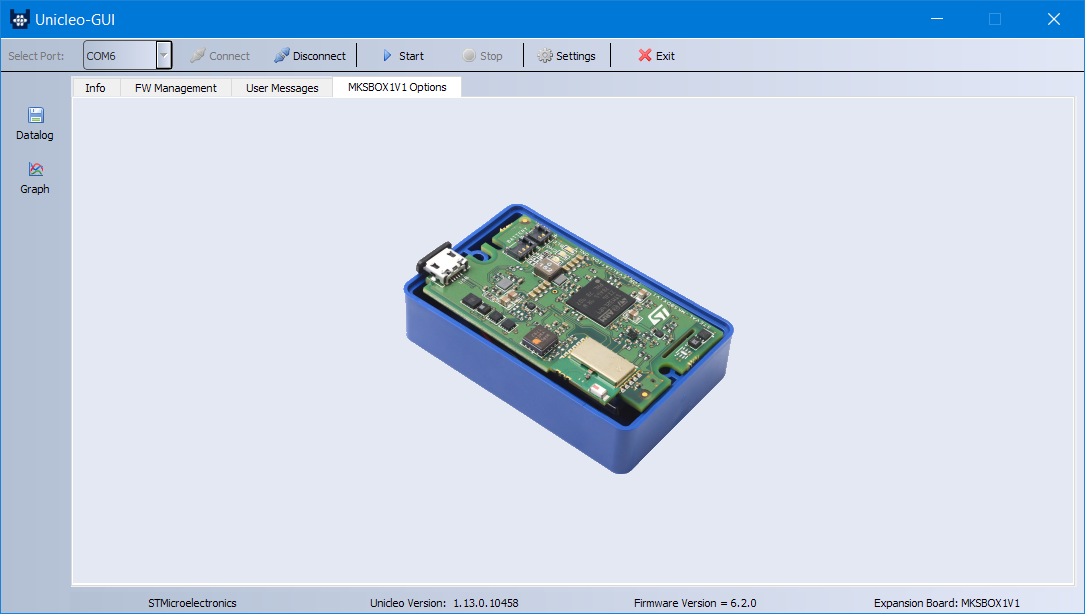 Unicleo-GUI
Select Port: COM6 Connect Disconnect Start Stop Settings Exit
Info FW Management User Messages MKSBOX1V1 Options
Datalog
Graph
STMicroelectronics Unicleo Version: 1.13.0.10458 Firmware Version = 6.2.0 Expansion Board: MKSBOX1V1